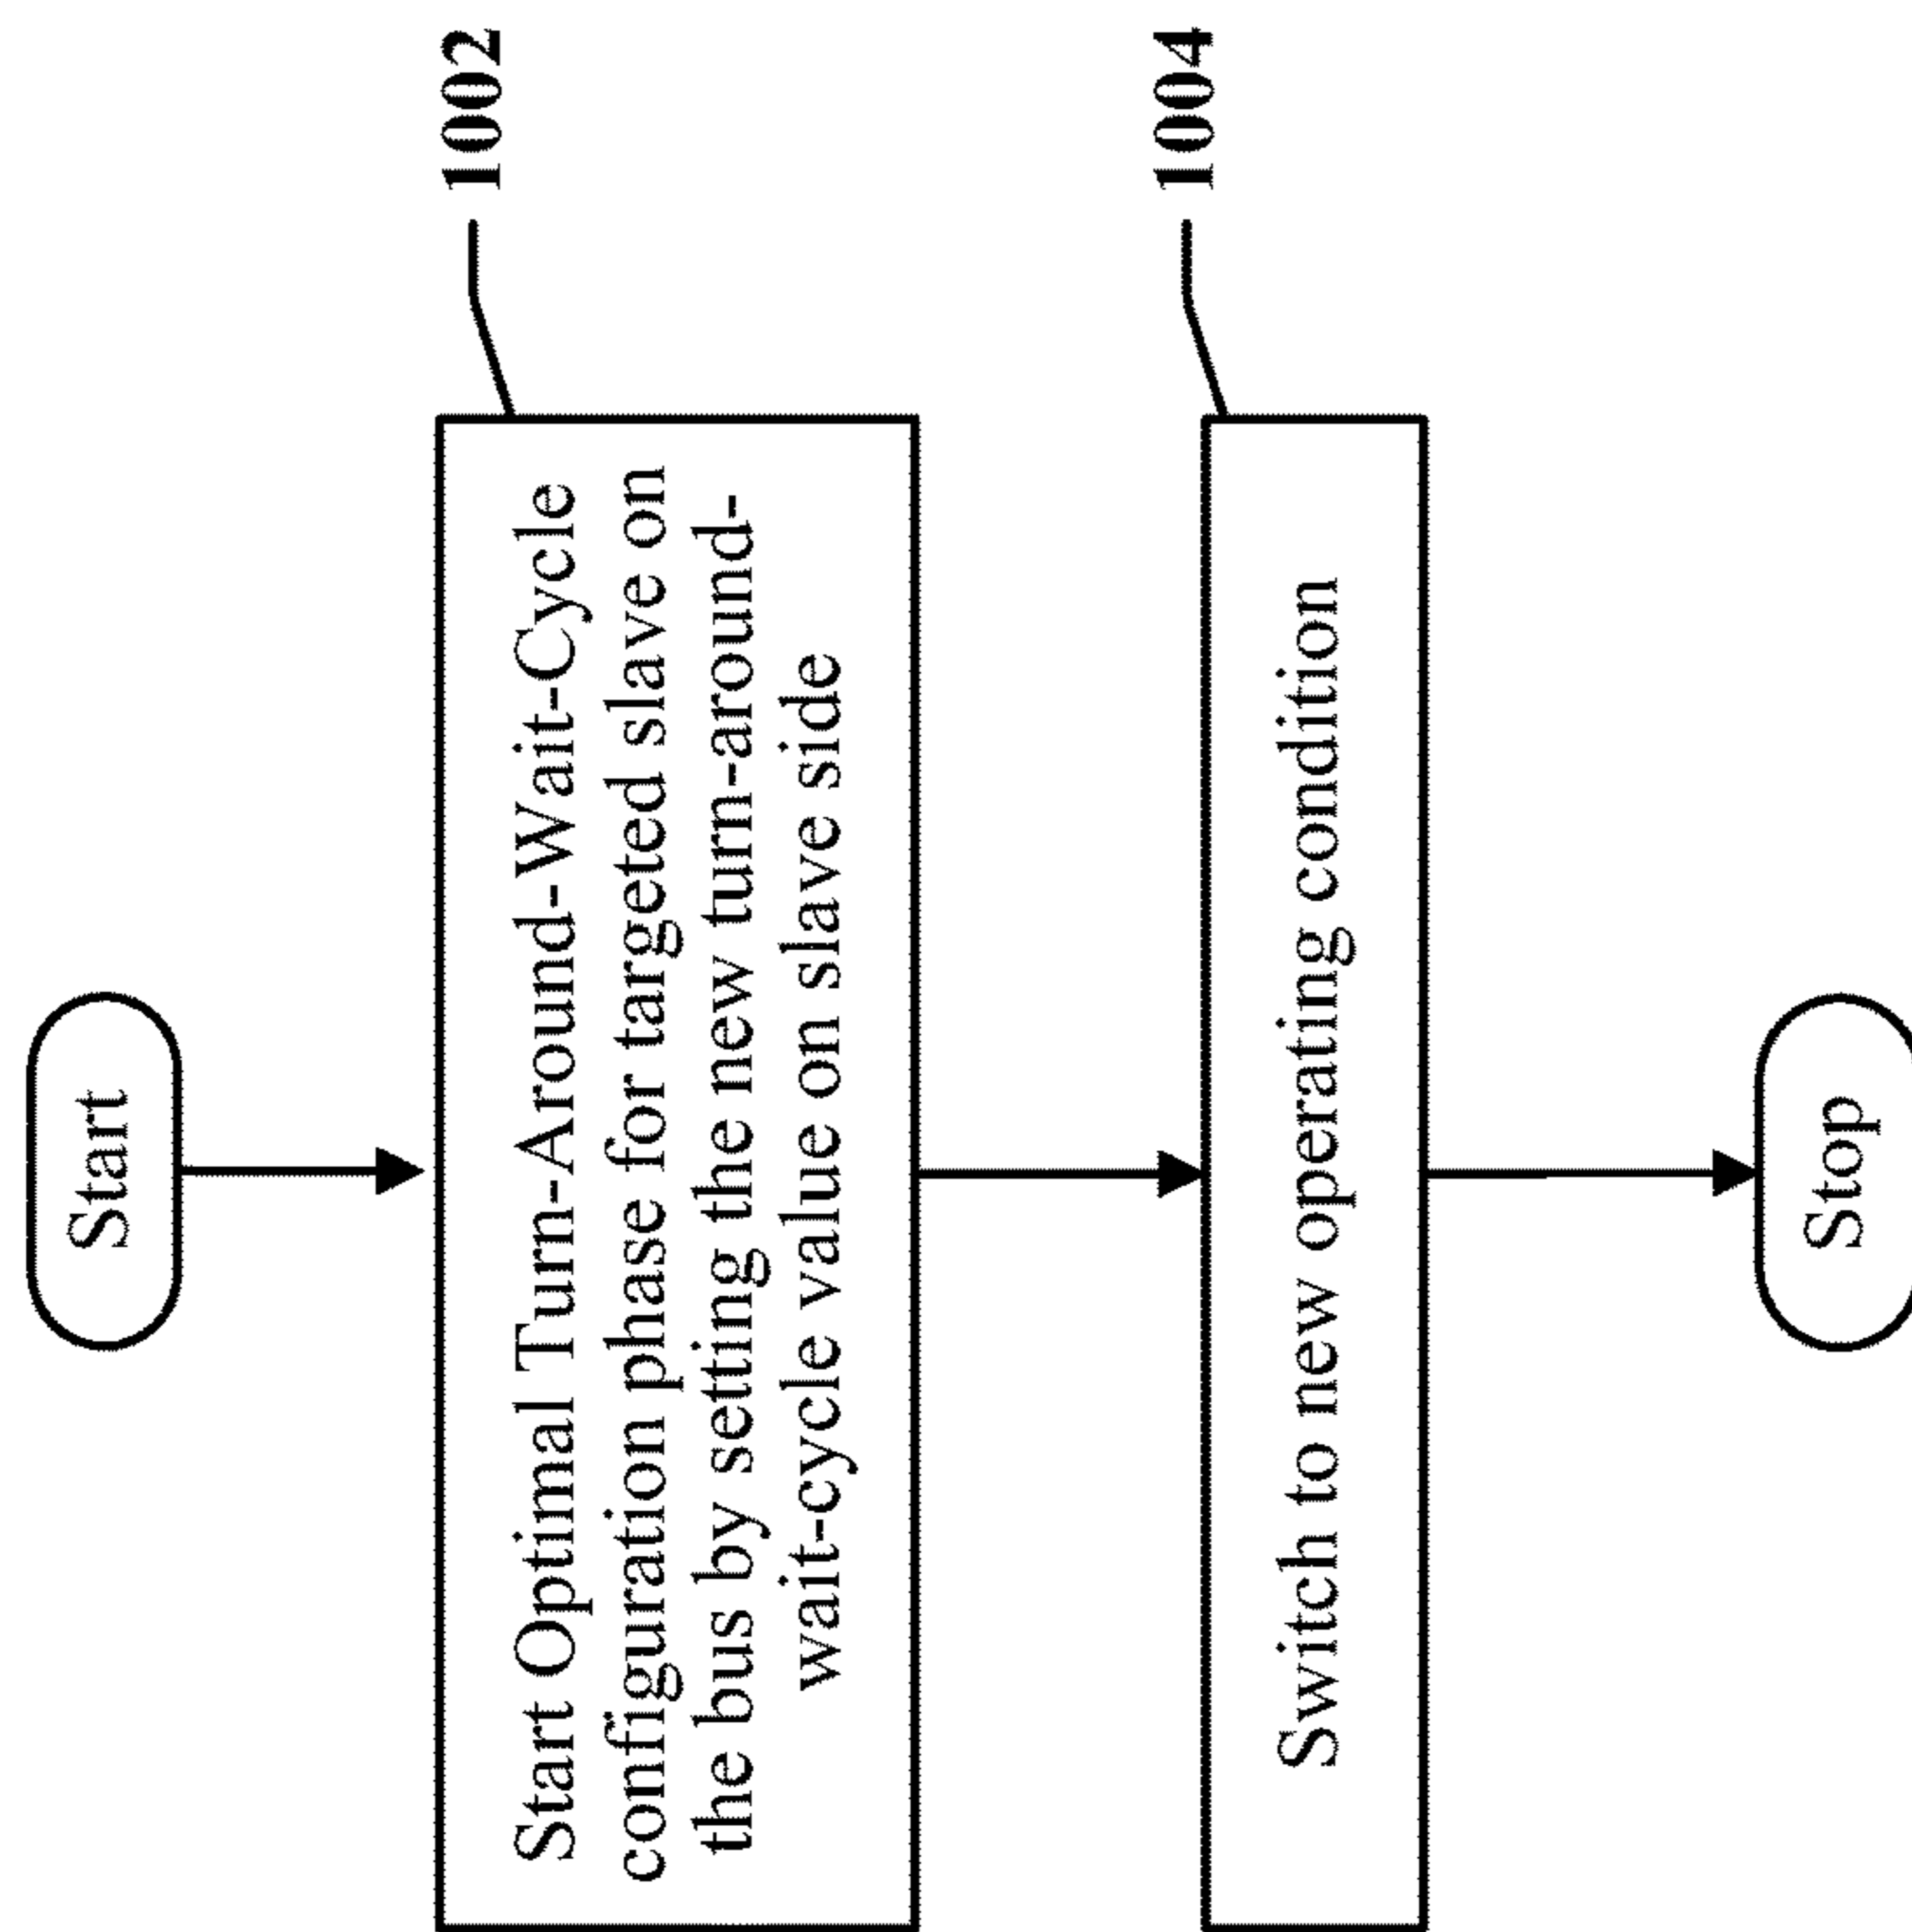 Start
Start Optimal Turn-Around-Wait-Cycle
configuration phase for targeted slave on
the bus by setting the new turn-around-
wait-cycle value on slave side
1002
Switch to new operating condition
1004
Stop